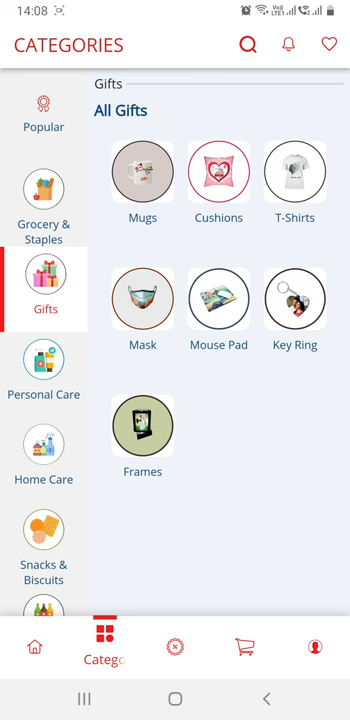 14:08
CATEGORIES
Gifts
All Gifts
Popular
Grocery &
Staples
Gifts
Personal Care
Home Care
Snacks &
Biscuits
Mugs
Cushions
T-Shirts
Mask
Mouse Pad
Key Ring
Frames
Catego